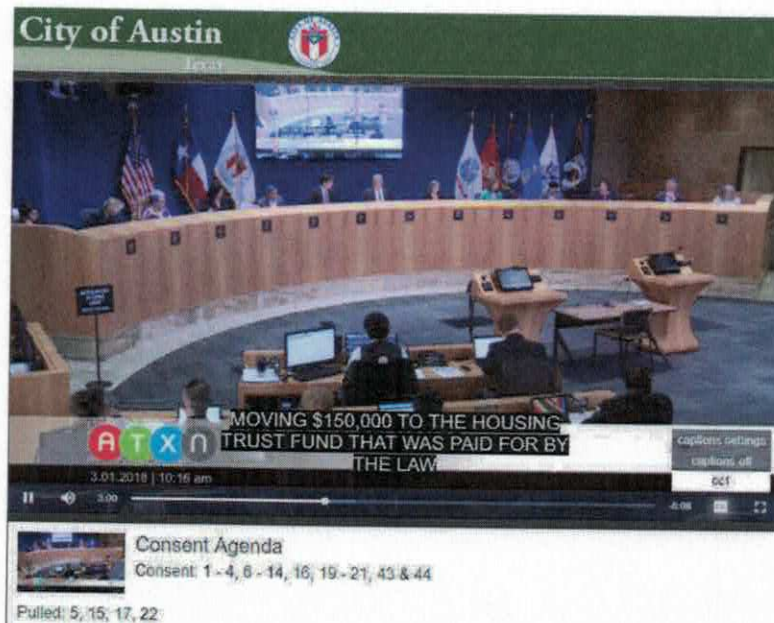 City of Austin
Texas
MOVING $150,000 TO THE HOUSING
TRUST FUND THAT WAS PAID FOR BY
THE LAW
ATXN
captions settings
captions off
3.01.2018 | 10:16 am
3:00
Consent Agenda
Consent: 1 - 4, 6 - 14, 16, 19 - 21, 43 & 44
Pulled: 5, 15, 17, 22